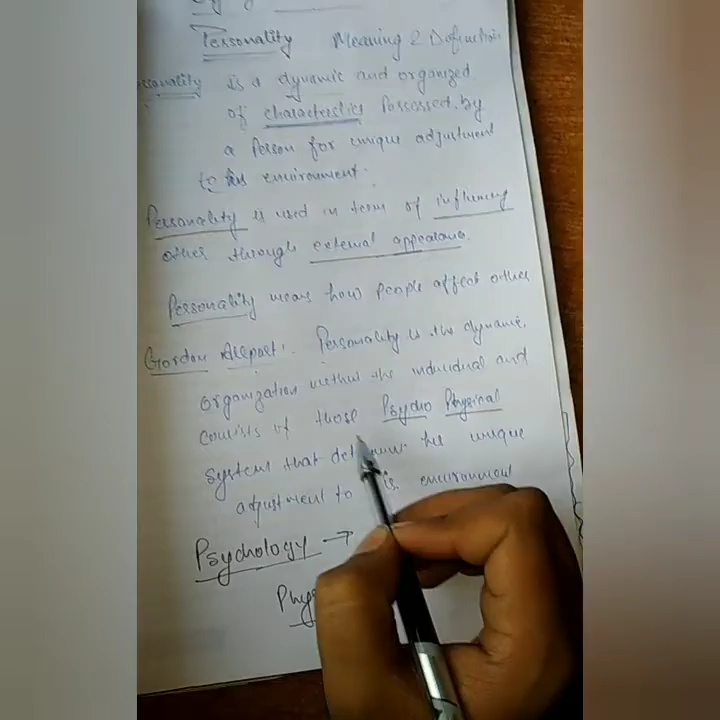 Personality Meaning & Definition
Personality is a dynamic and organized
of characteristics Possessed by
a Person for unique adjustment
to his environment.
Personality is used in term of influncing
other through external appearance.
Personality means how people affect other
Gordon Allport: Personality is the dynamic
organization within the individual and
consists of those Psycho Physical
system that determine his unique
adjustment to his environment
Psychology →
Phys